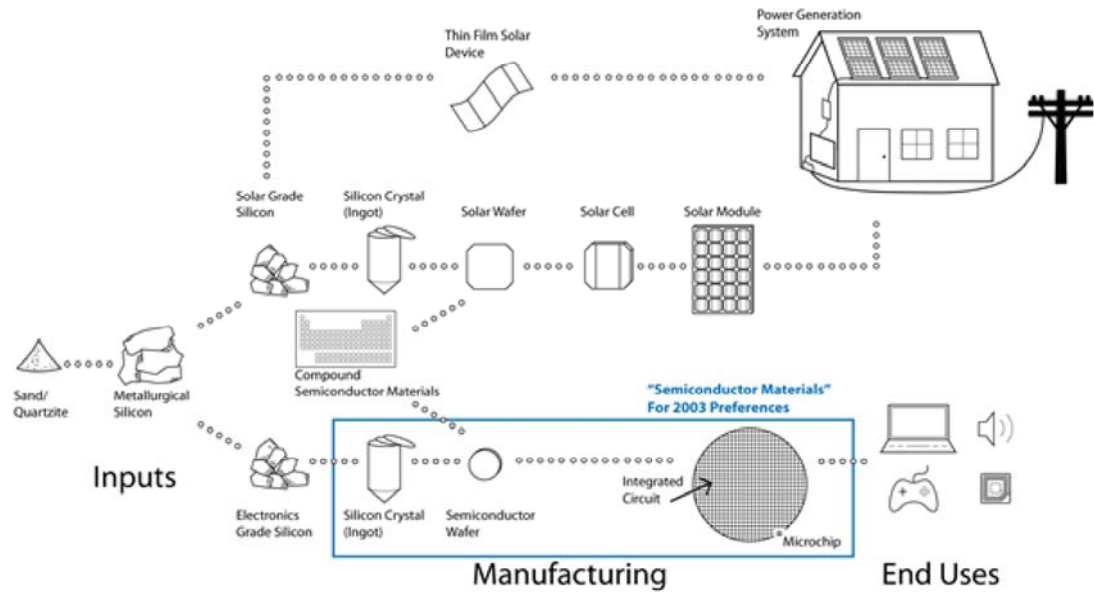 Power Generation
System
Thin Film Solar
Device
Solar Grade
Silicon
Silicon Crystal
(Ingot)
Solar Wafer
Solar Cell
Solar Module
Compound
Semiconductor Materials
Sand/
Quartzite
Metallurgical
Silicon
"Semiconductor Materials"
For 2003 Preferences
Inputs
Electronics
Grade Silicon
Silicon Crystal
(Ingot)
Semiconductor
Wafer
Integrated
Circuit
Microchip
Manufacturing
End Uses